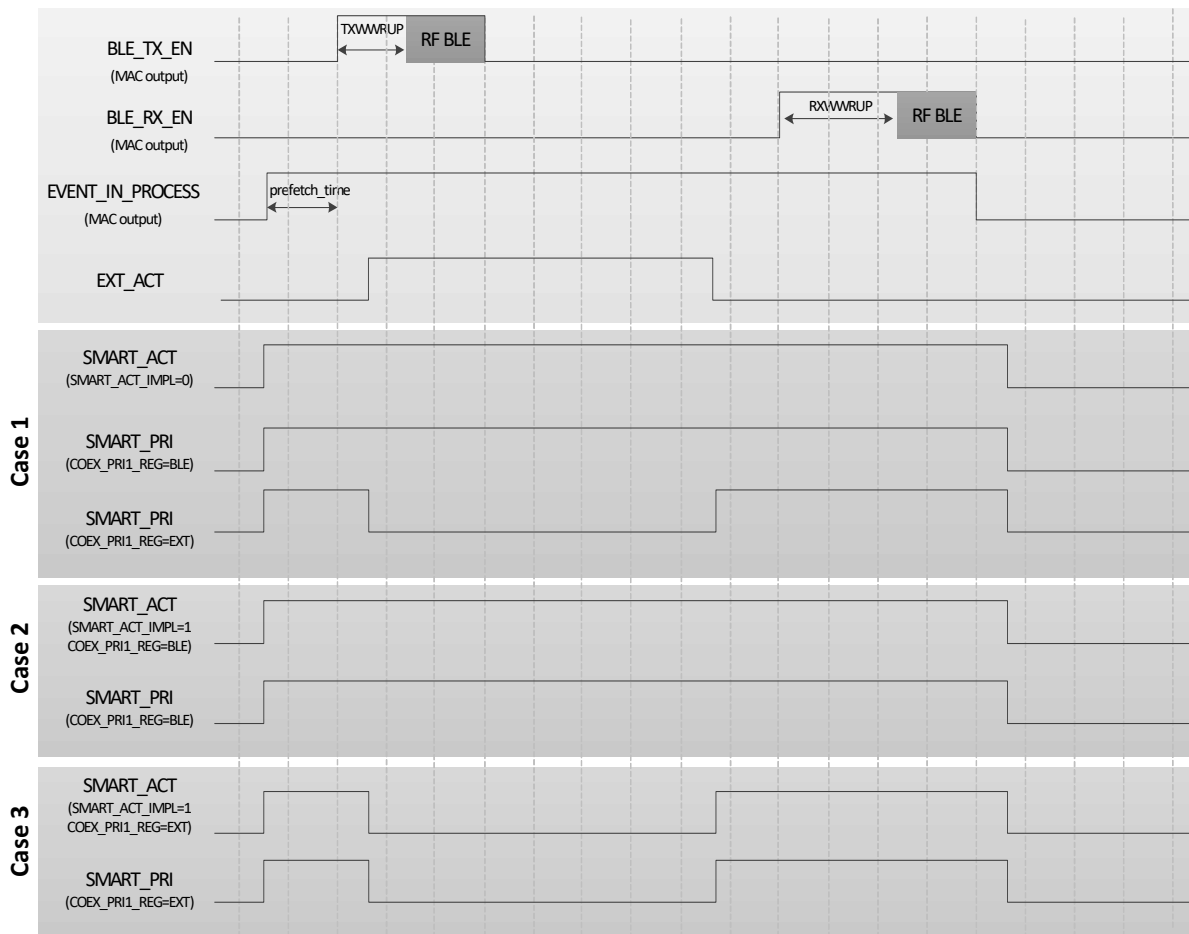 TXWWRUP
RF BLE
BLE_TX_EN
(MAC output)
RXWWRUP
RF BLE
BLE_RX_EN
(MAC output)
EVENT_IN_PROCESS
(MAC output)
prefetch_time
EXT_ACT
Case 1
SMART_ACT
(SMART_ACT_IMPL=0)
SMART_PRI
(COEX_PRI1_REG=BLE)
SMART_PRI
(COEX_PRI1_REG=EXT)
Case 2
SMART_ACT
(SMART_ACT_IMPL=1
COEX_PRI1_REG=BLE)
SMART_PRI
(COEX_PRI1_REG=BLE)
Case 3
SMART_ACT
(SMART_ACT_IMPL=1
COEX_PRI1_REG=EXT)
SMART_PRI
(COEX_PRI1_REG=EXT)